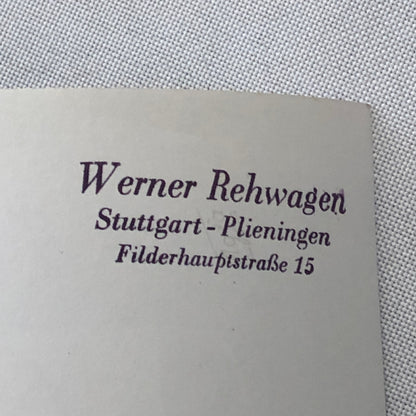 Werner Rehwagen
Stuttgart - Plieningen
Filderhauptstraße 15